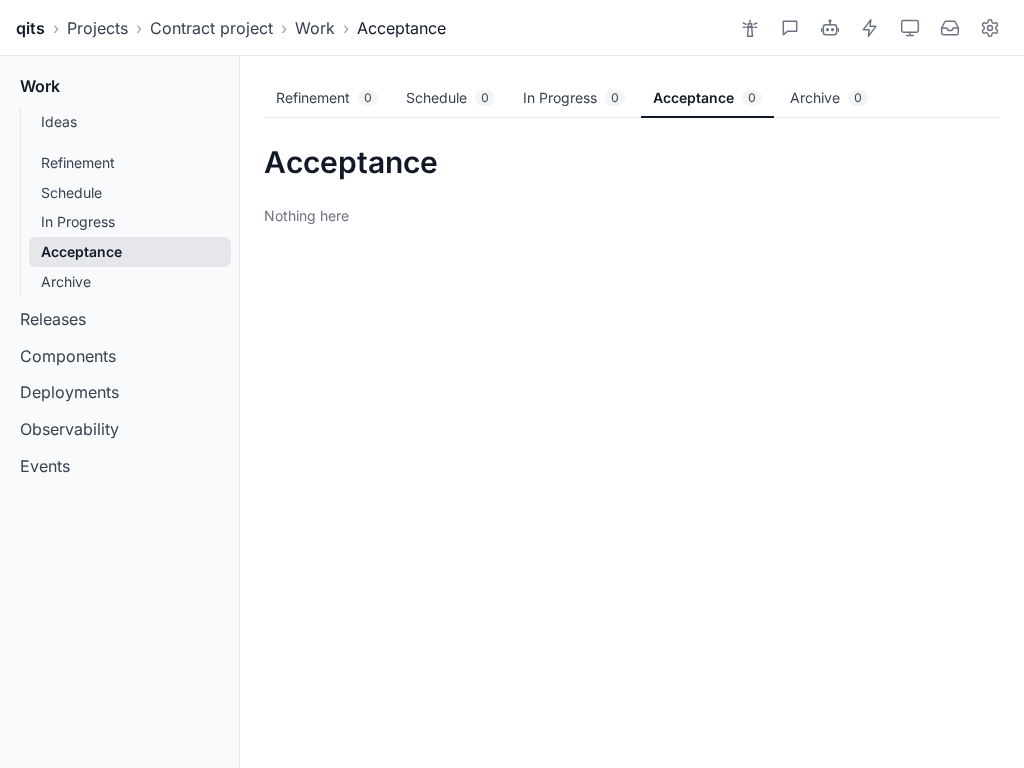 qits › Projects › Contract project › Work › Acceptance
Work
Ideas
Refinement
Schedule
In Progress
Acceptance
Archive
Releases
Components
Deployments
Observability
Events
Refinement 0 Schedule 0 In Progress 0 Acceptance 0 Archive 0
Acceptance
Nothing here